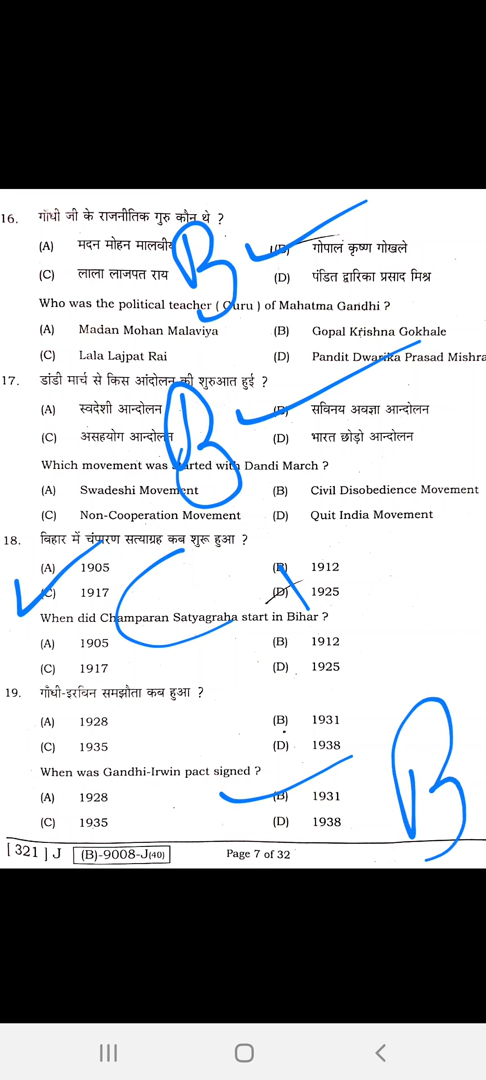 16. गाँधी जी के राजनीतिक गुरु कौन थे ?
(A) मदन मोहन मालवीय (B) गोपाल कृष्ण गोखले
(C) लाला लाजपत राय (D) पंडित द्वारिका प्रसाद मिश्र
Who was the political teacher ( Guru ) of Mahatma Gandhi ?
(A) Madan Mohan Malaviya (B) Gopal Krishna Gokhale
(C) Lala Lajpat Rai (D) Pandit Dwarika Prasad Mishra
17. डांडी मार्च से किस आंदोलन की शुरुआत हुई ?
(A) स्वदेशी आन्दोलन (B) सविनय अवज्ञा आन्दोलन
(C) असहयोग आन्दोलन (D) भारत छोड़ो आन्दोलन
Which movement was started with Dandi March ?
(A) Swadeshi Movement (B) Civil Disobedience Movement
(C) Non-Cooperation Movement (D) Quit India Movement
18. बिहार में चंपारण सत्याग्रह कब शुरू हुआ ?
(A) 1905 (B) 1912
(C) 1917 (D) 1925
When did Champaran Satyagraha start in Bihar ?
(A) 1905 (B) 1912
(C) 1917 (D) 1925
19. गाँधी-इरविन समझौता कब हुआ ?
(A) 1928 (B) 1931
(C) 1935 (D) 1938
When was Gandhi-Irwin pact signed ?
(A) 1928 (B) 1931
(C) 1935 (D) 1938
[ 321 ] J (B)-9008-J(40) Page 7 of 32
B
B
C
B